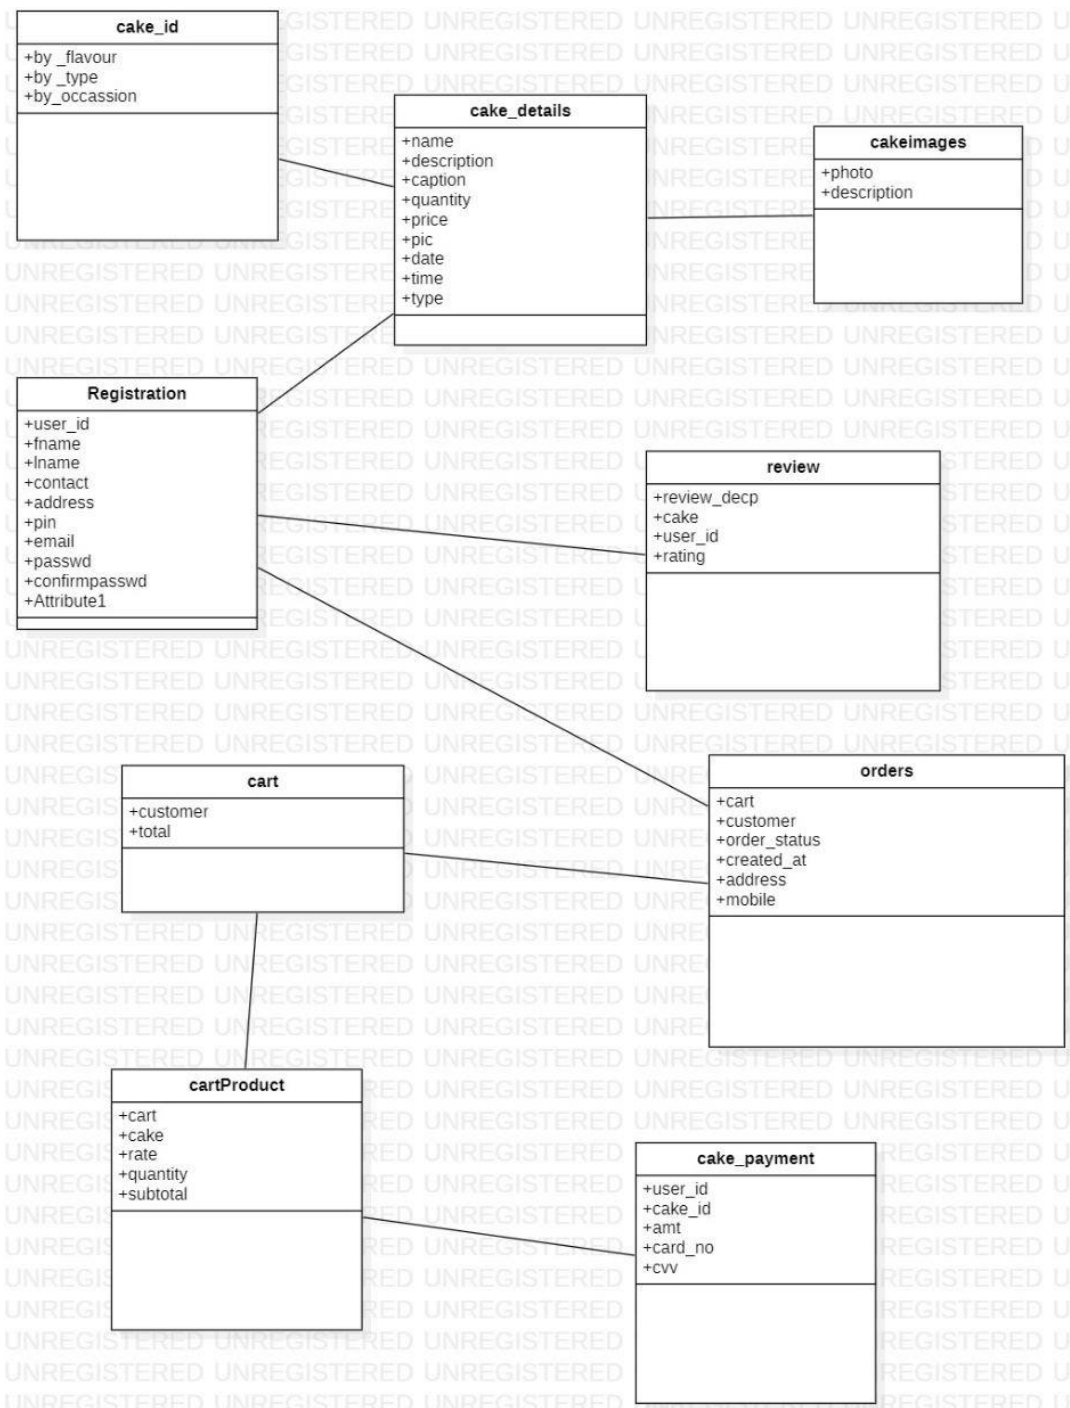 cake_id
+by _flavour
+by _type
+by_occassion
cake_details
+name
+description
+caption
+quantity
+price
+pic
+date
+time
+type
cakeimages
+photo
+description
Registration
+user_id
+fname
+lname
+contact
+address
+pin
+email
+passwd
+confirmpasswd
+Attribute1
review
+review_decp
+cake
+user_id
+rating
cart
+customer
+total
orders
+cart
+customer
+order_status
+created_at
+address
+mobile
cartProduct
+cart
+cake
+rate
+quantity
+subtotal
cake_payment
+user_id
+cake_id
+amt
+card_no
+cvv
UNREGISTERED